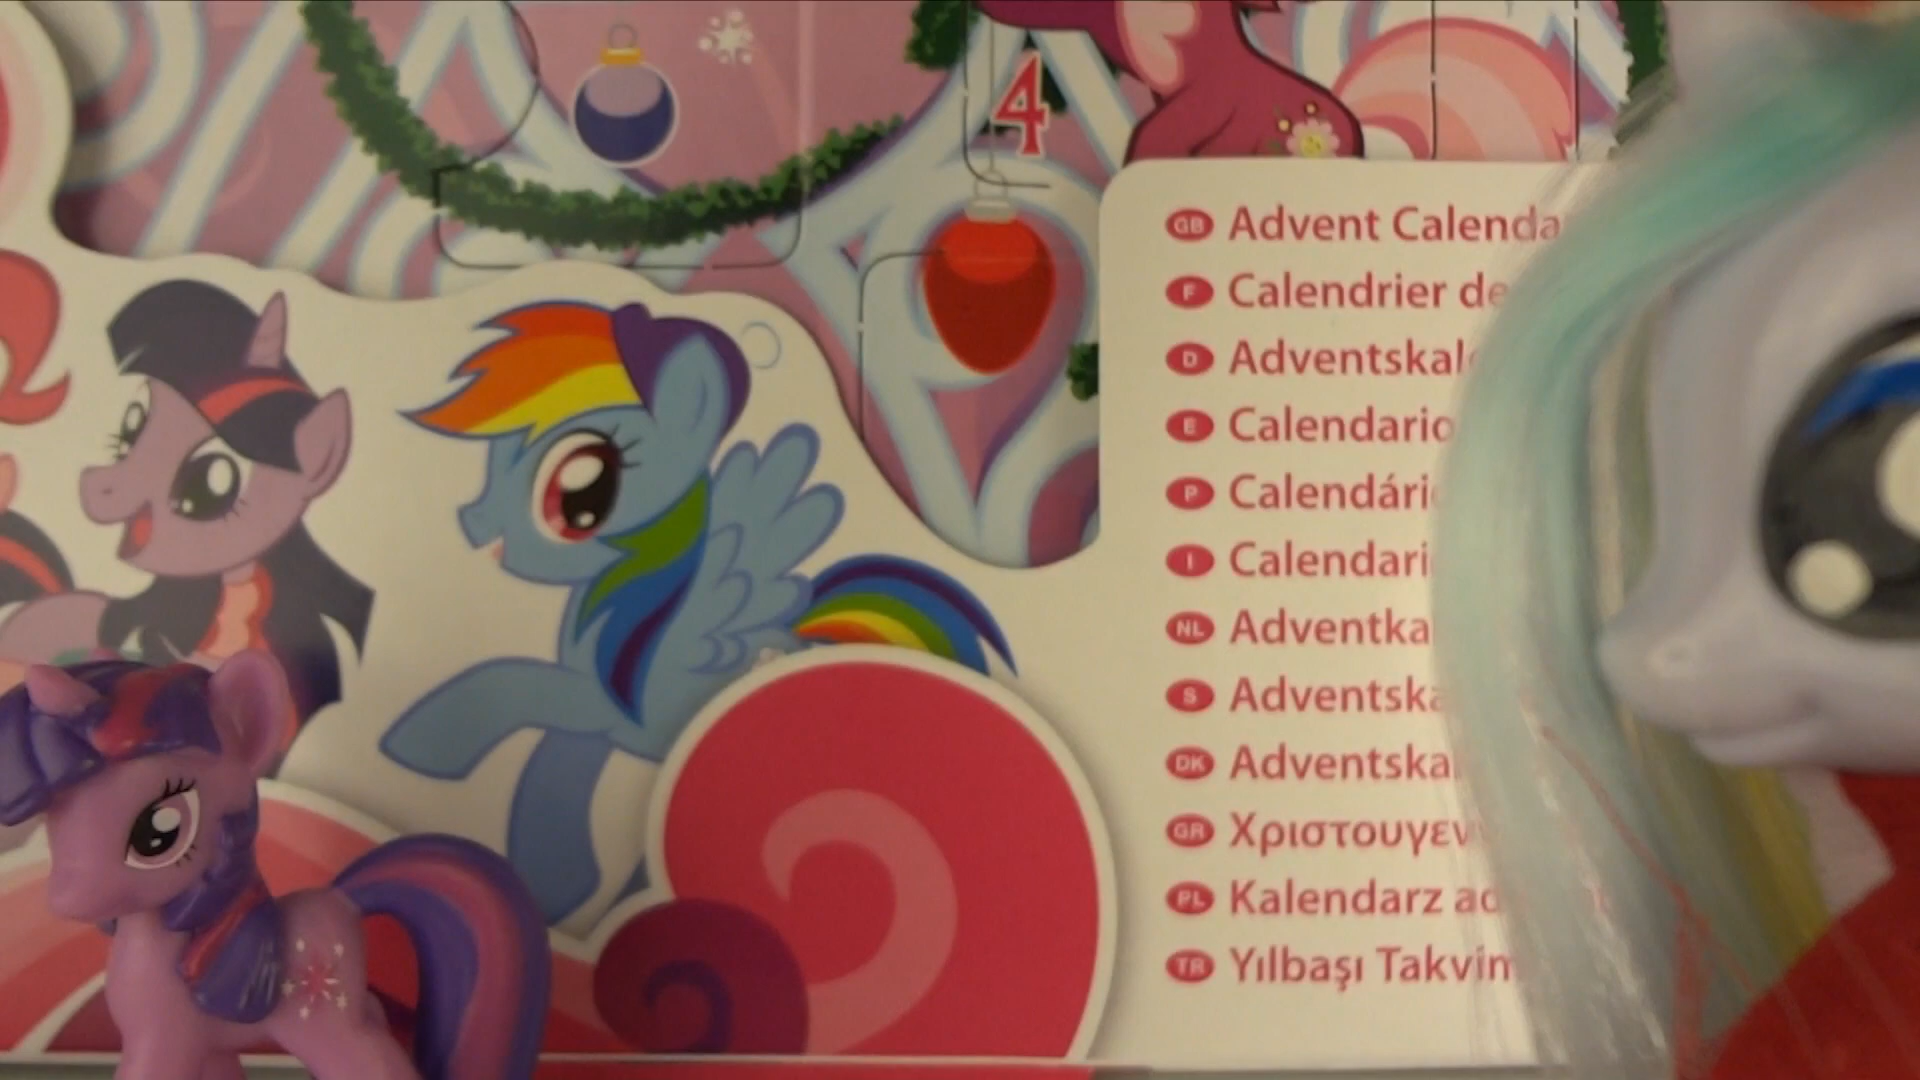 4
GB Advent Calenda
F Calendrier de
D Adventskal
E Calendario
P Calendári
I Calendari
NL Adventka
S Adventska
DK Adventska
GR Χριστουγεν
PL Kalendarz ad
TR Yılbaşı Takvim